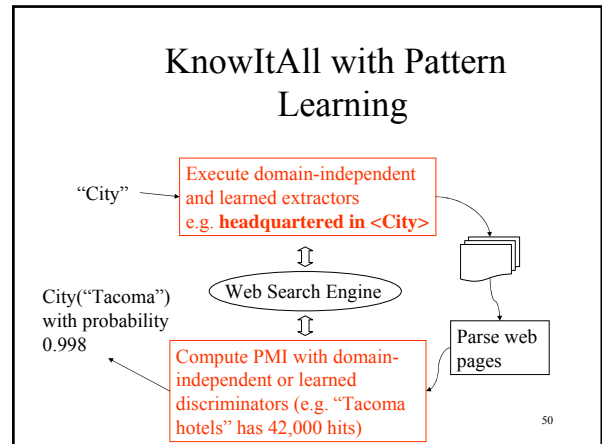 KnowItAll with Pattern
Learning
“City”
Execute domain-independent
and learned extractors
e.g. headquartered in <City>
Web Search Engine
City(“Tacoma”)
with probability
0.998
Parse web
pages
Compute PMI with domain-
independent or learned
discriminators (e.g. “Tacoma
hotels” has 42,000 hits)
50